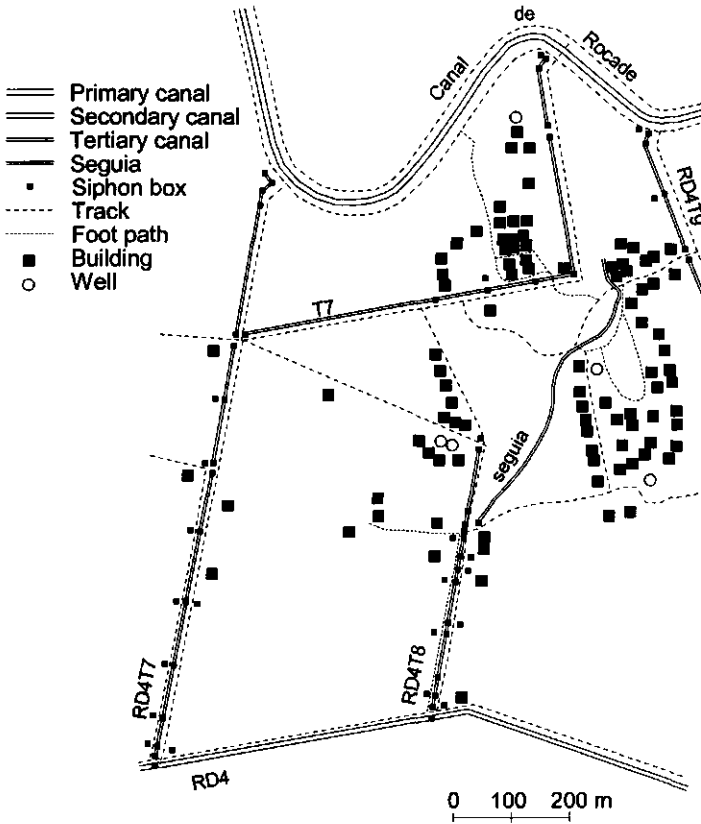 de
Canal
Rocade
Primary canal
Secondary canal
Tertiary canal
Seguia
Siphon box
Track
Foot path
Building
Well
RD4T9
T7
seguia
RD4T7
RD4T8
RD4
0 100 200 m